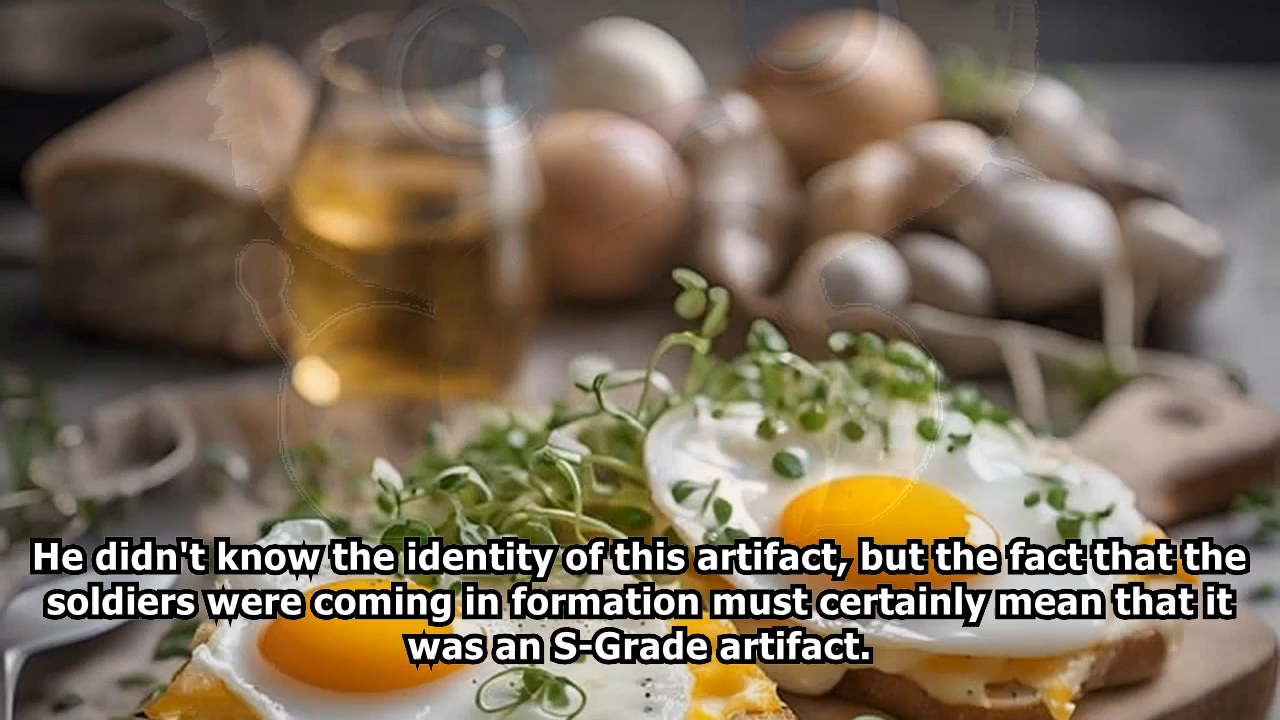 He didn't know the identity of this artifact, but the fact that the
soldiers were coming in formation must certainly mean that it
was an S-Grade artifact.